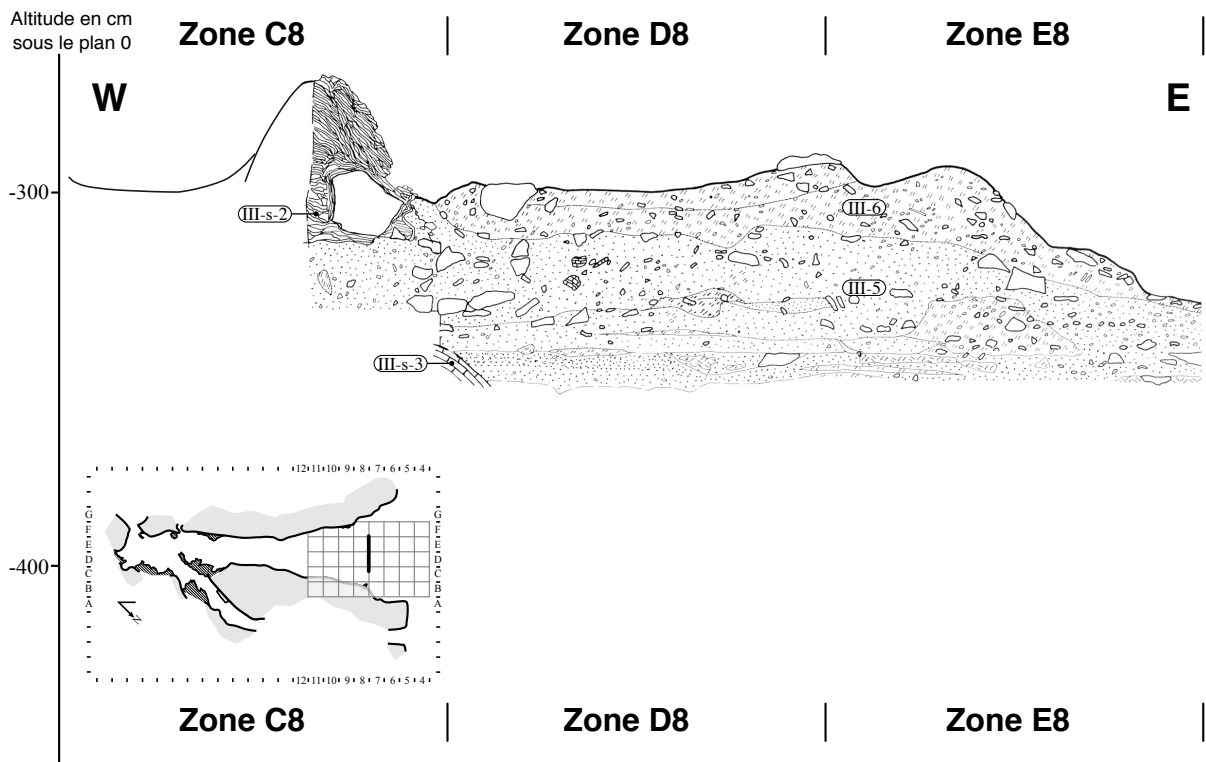 Altitude en cm
sous le plan 0
Zone C8
Zone D8
Zone E8
W
E
-300
III-s-2
III-6
III-5
III-s-3
12 11 10 9 8 7 6 5 4
G
F
E
D
C
B
A
G
F
E
D
C
B
A
N
-400
12 11 10 9 8 7 6 5 4
Zone C8
Zone D8
Zone E8